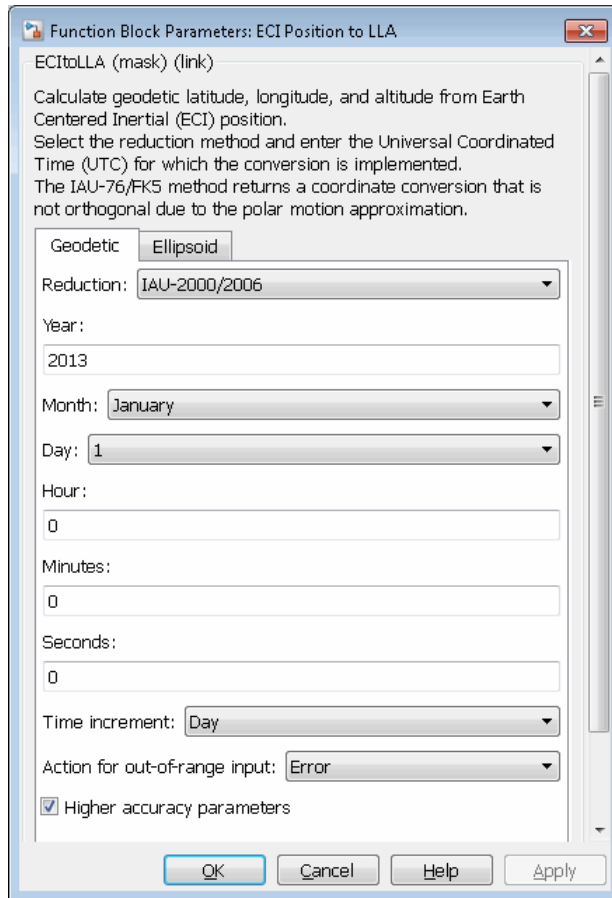 Function Block Parameters: ECI Position to LLA
ECItoLLA (mask) (link)
Calculate geodetic latitude, longitude, and altitude from Earth
Centered Inertial (ECI) position.
Select the reduction method and enter the Universal Coordinated
Time (UTC) for which the conversion is implemented.
The IAU-76/FK5 method returns a coordinate conversion that is
not orthogonal due to the polar motion approximation.
Geodetic Ellipsoid
Reduction: IAU-2000/2006
Year:
2013
Month: January
Day: 1
Hour:
0
Minutes:
0
Seconds:
0
Time increment: Day
Action for out-of-range input: Error
Higher accuracy parameters
OK Cancel Help Apply